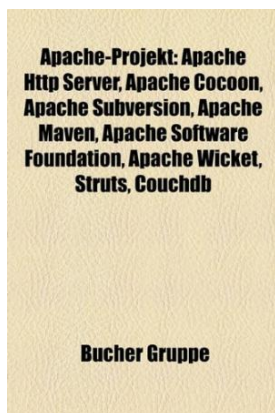 Apache-Projekt: Apache
Http Server, Apache Cocoon,
Apache Subversion, Apache
Maven, Apache Software
Foundation, Apache Wicket,
Struts, Couchdb
Bucher Gruppe